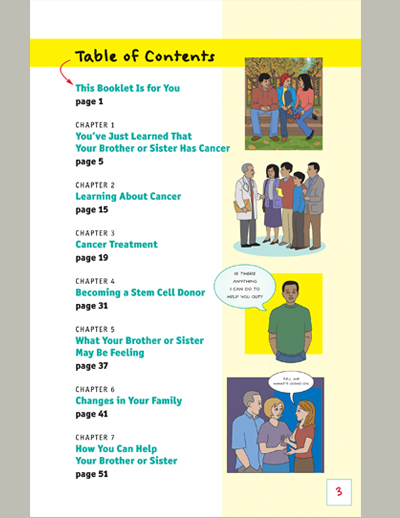 Table of Contents
This Booklet Is for You
page 1
CHAPTER 1
You've Just Learned That
Your Brother or Sister Has Cancer
page 5
CHAPTER 2
Learning About Cancer
page 15
CHAPTER 3
Cancer Treatment
page 19
CHAPTER 4
Becoming a Stem Cell Donor
page 31
IS THERE
ANYTHING
I CAN DO TO
HELP YOU OUT?
CHAPTER 5
What Your Brother or Sister
May Be Feeling
page 37
CHAPTER 6
Changes in Your Family
page 41
TELL ME
WHAT'S GOING ON.
CHAPTER 7
How You Can Help
Your Brother or Sister
page 51
3